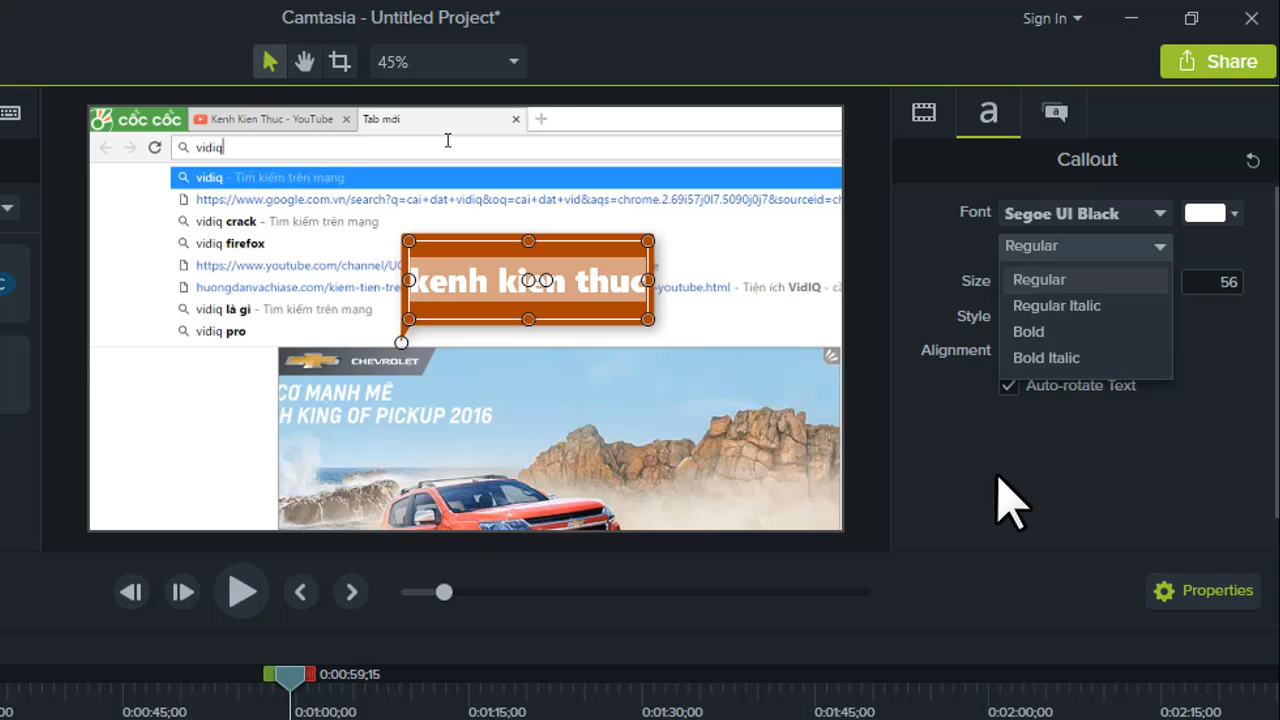 Camtasia - Untitled Project*
Sign In
45%
Share
cốc cốc
Kenh Kien Thuc - YouTube
Tab mới
vidiq
vidiq - Tìm kiếm trên mạng
https://www.google.com.vn/search?q=cai+dat+vidiq&oq=cai+dat+vid&aqs=chrome.2.69i57j0l7.5090j0j7&sourceid=ch
vidiq crack - Tìm kiếm trên mạng
vidiq firefox
https://www.youtube.com/channel/UC
huongdanvachiase.com/kiem-tien-tre
-youtube.html - Tiện ích VidIQ - c
vidiq là gì - Tìm kiếm trên mạng
vidiq pro
kenh kien thuc
CHEVROLET
CƠ MẠNH MẼ
H KING OF PICKUP 2016
a
Callout
Font
Segoe UI Black
Regular
Size
56
Regular
Regular Italic
Style
Bold
Alignment
Bold Italic
Auto-rotate Text
Properties
0:00:59;15
00
0:00:45;00
0:01:00;00
0:01:15;00
0:01:30;00
0:01:45;00
0:02:00;00
0:02:15;00